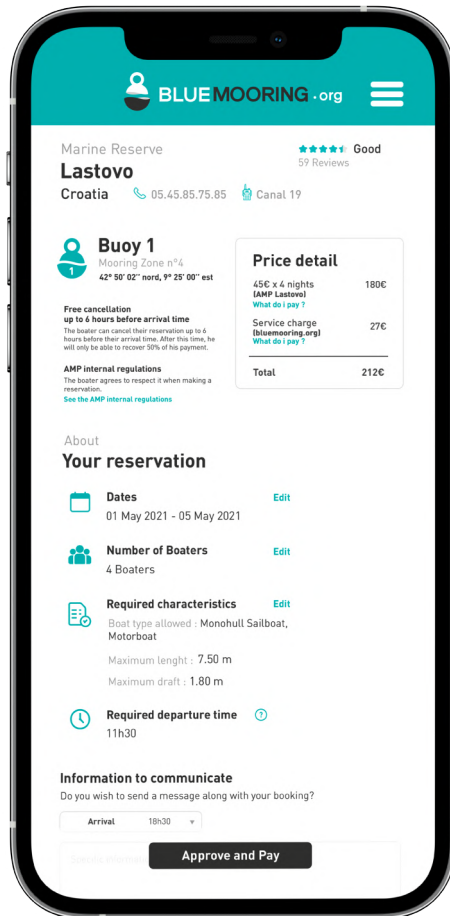 BLUEMOORING.org
Marine Reserve
★★★★★ Good
59 Reviews
Lastovo
Croatia 05.45.85.75.85 Canal 19
Buoy 1
Mooring Zone n°4
42° 50' 02'' nord, 9° 25' 00'' est
1
Free cancellation
up to 6 hours before arrival time
The boater can cancel their reservation up to 6
hours before their arrival time. After this time, he
will only be able to recover 50% of his payment.
AMP internal regulations
The boater agrees to respect it when making a
reservation.
See the AMP internal regulations
Price detail
45€ x 4 nights 180€
(AMP Lastovo)
What do i pay ?
Service charge 27€
(bluemooring.org)
What do i pay ?
Total 212€
About
Your reservation
Dates Edit
01 May 2021 - 05 May 2021
Number of Boaters Edit
4 Boaters
Required characteristics Edit
Boat type allowed : Monohull Sailboat,
Motorboat
Maximum lenght : 7.50 m
Maximum draft : 1.80 m
Required departure time ?
11h30
Information to communicate
Do you wish to send a message along with your booking?
Arrival 18h30
Approve and Pay